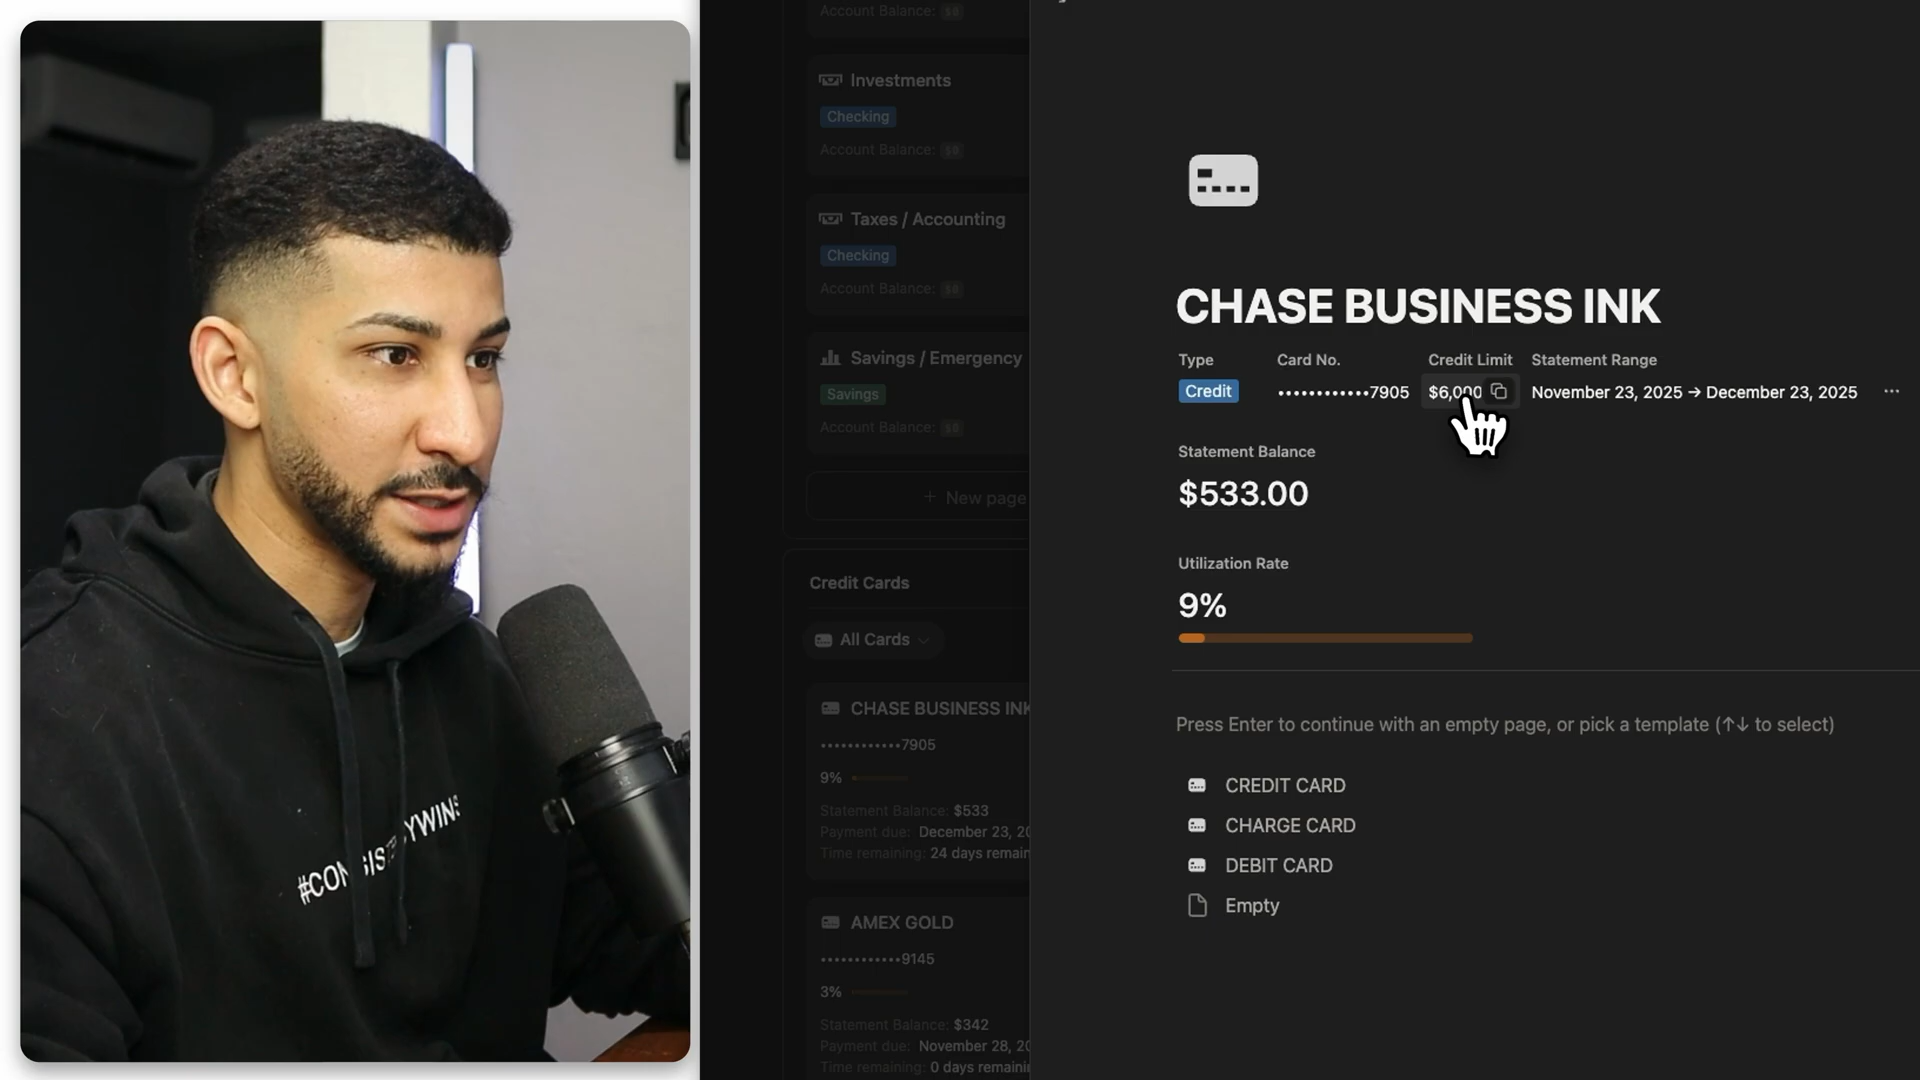 #CONSISTENCYWINS
Account Balance: $0
Investments
Checking
Account Balance: $0
Taxes / Accounting
Checking
Account Balance: $0
Savings / Emergency
Savings
Account Balance: $0
+ New page
Credit Cards
All Cards
CHASE BUSINESS INK
••••••••••••7905
9%
Statement Balance: $533
Payment due: December 23, 20
Time remaining: 24 days remain
AMEX GOLD
••••••••••••9145
3%
Statement Balance: $342
Payment due: November 28, 20
Time remaining: 0 days remaini
CHASE BUSINESS INK
Type Card No. Credit Limit Statement Range
Credit ••••••••••••7905 $6,000 November 23, 2025 → December 23, 2025 ···
Statement Balance
$533.00
Utilization Rate
9%
Press Enter to continue with an empty page, or pick a template (↑↓ to select)
CREDIT CARD
CHARGE CARD
DEBIT CARD
Empty